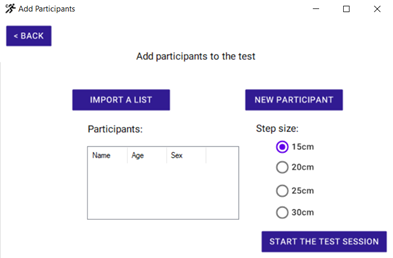 Add Participants
< BACK
Add participants to the test
IMPORT A LIST
NEW PARTICIPANT
Participants:
Step size:
Name Age Sex
15cm
20cm
25cm
30cm
START THE TEST SESSION